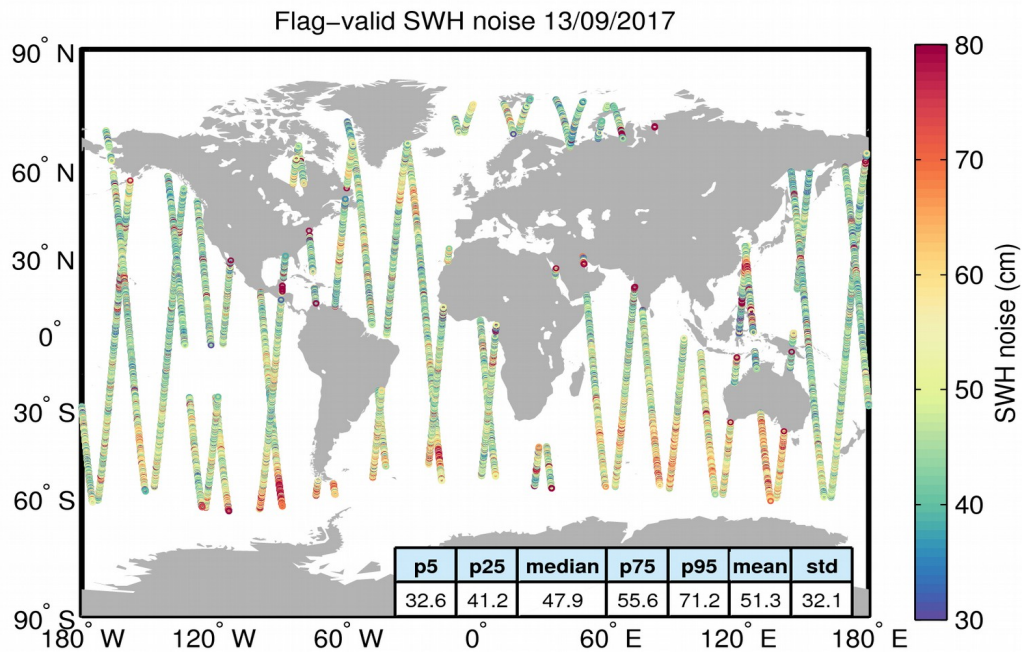 Flag−valid SWH noise 13/09/2017
90° N
60° N
30° N
0°
30° S
60° S
90° S
180° W
120° W
60° W
0°
60° E
120° E
180° E
80
70
60
50
40
30
SWH noise (cm)
p5 p25 median p75 p95 mean std
32.6 41.2 47.9 55.6 71.2 51.3 32.1